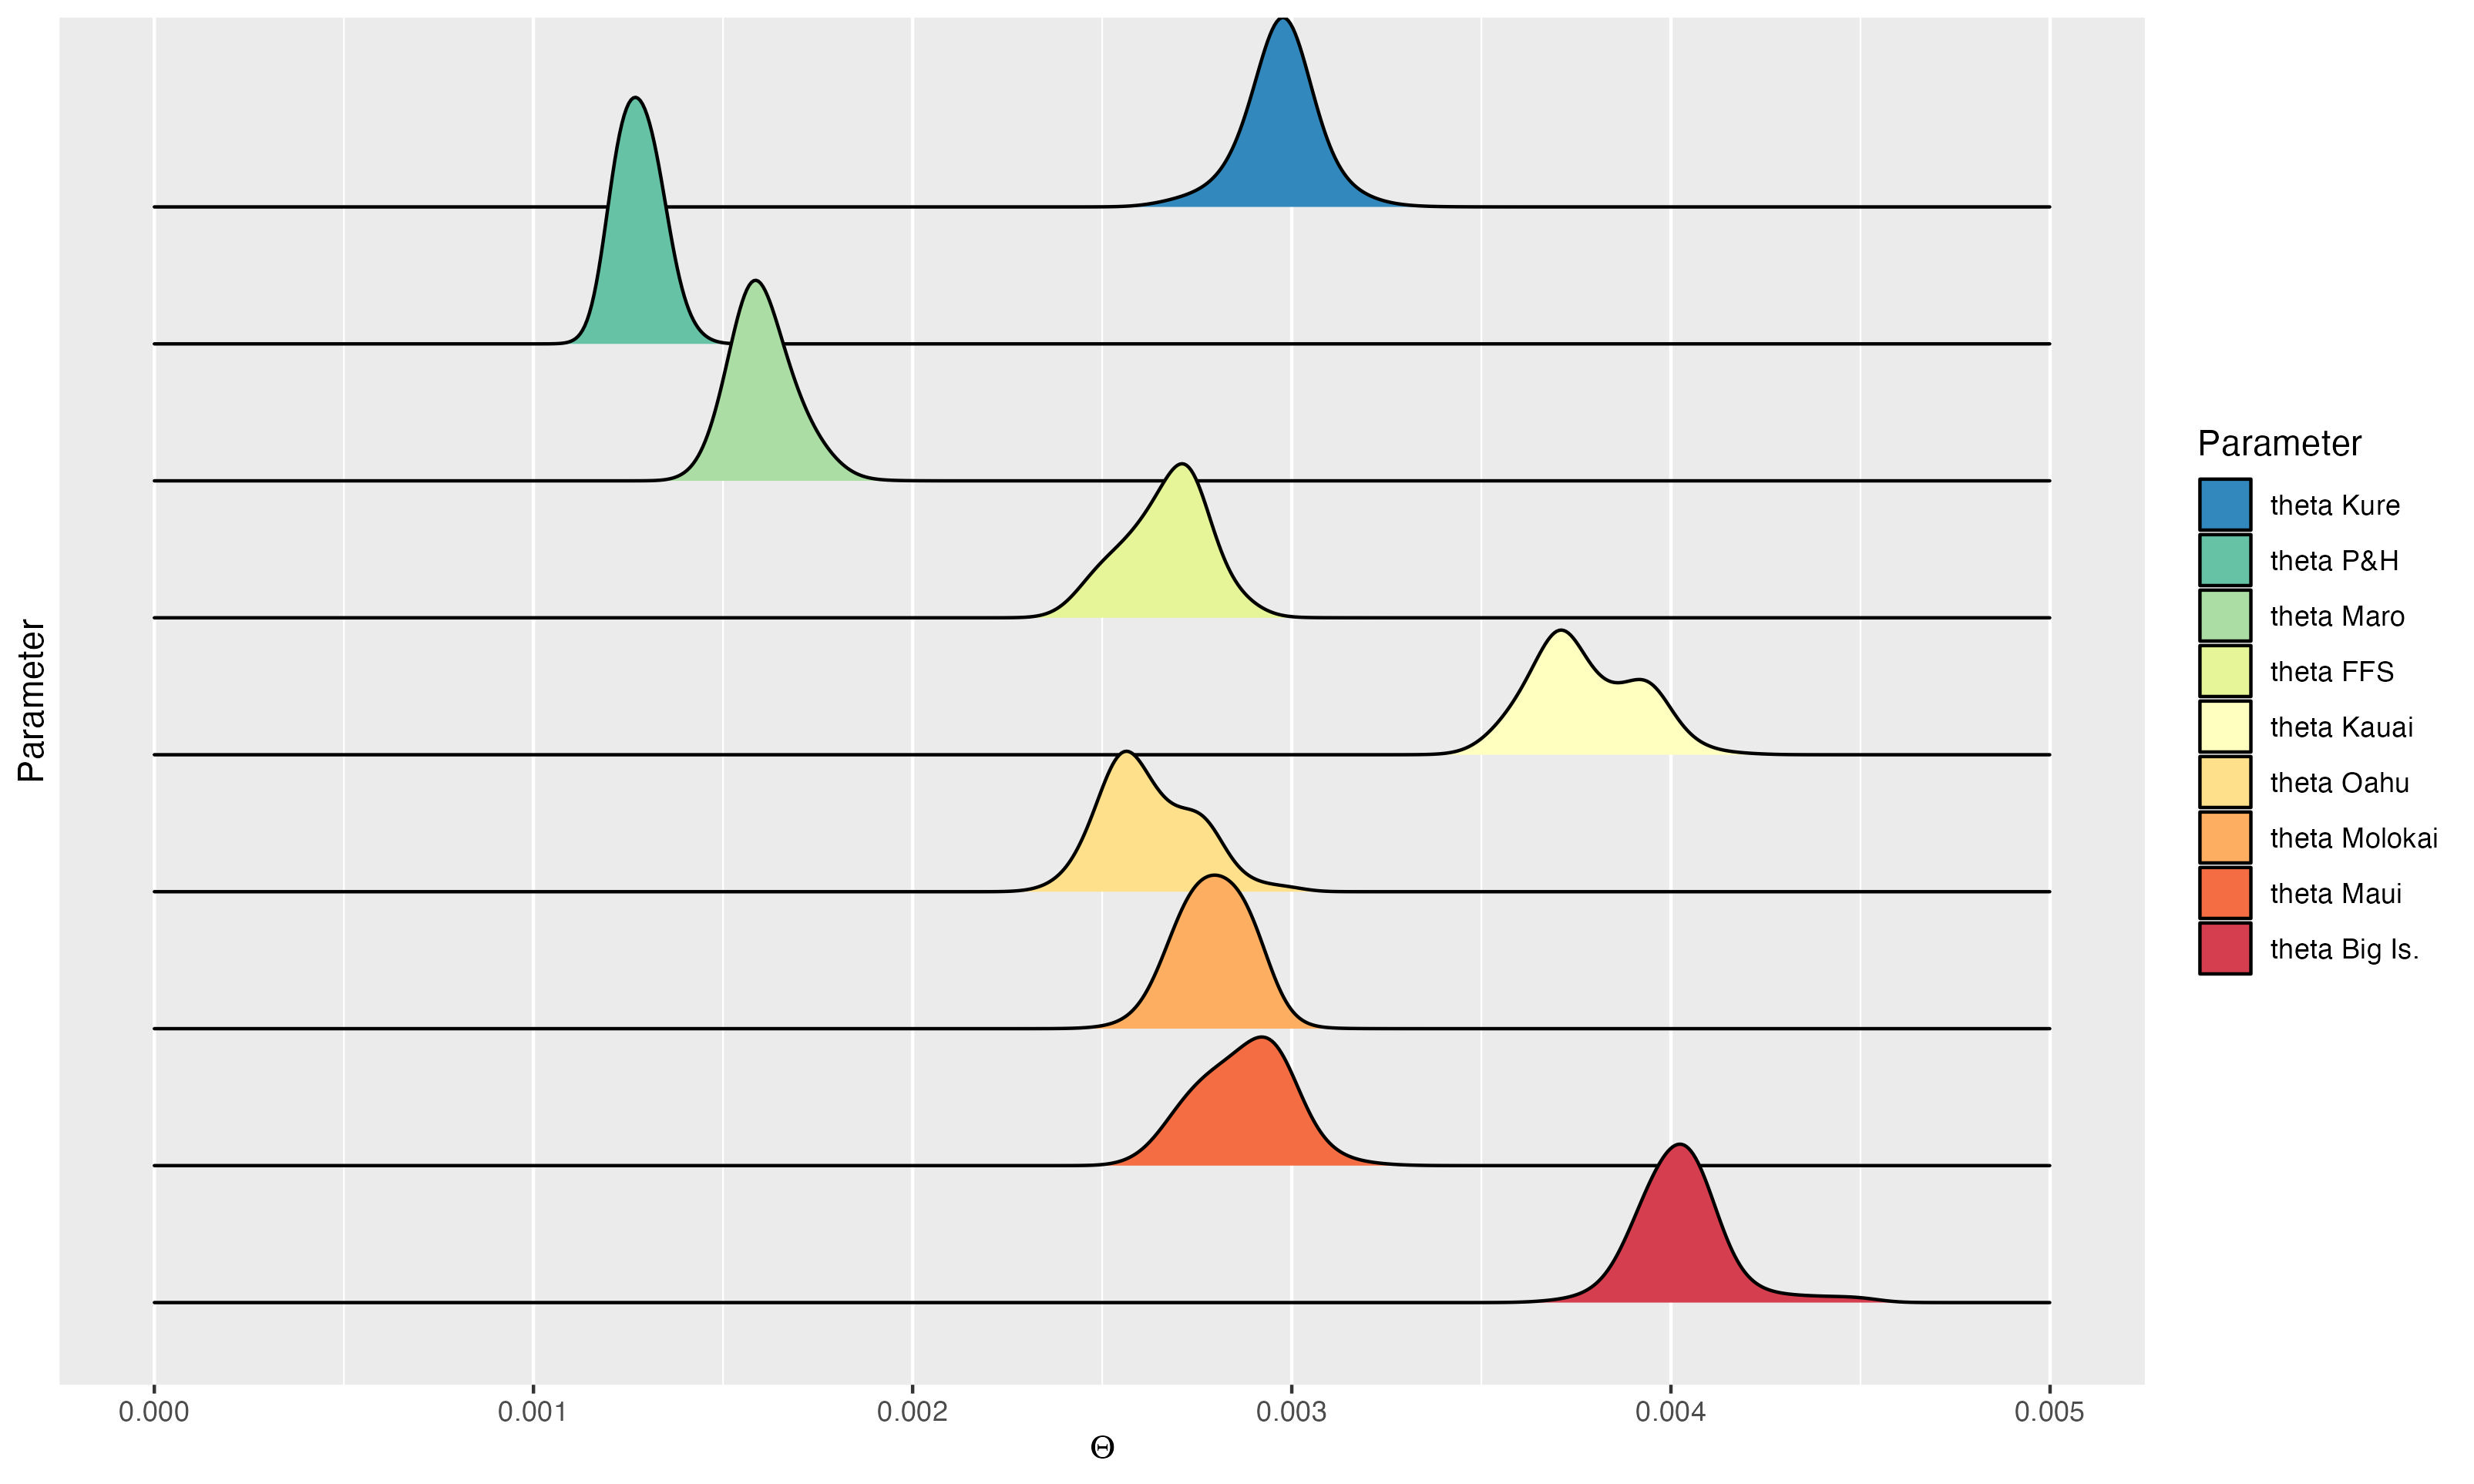 Parameter
0.000
0.001
0.002
0.003
0.004
0.005
Θ
Parameter
theta Kure
theta P&H
theta Maro
theta FFS
theta Kauai
theta Oahu
theta Molokai
theta Maui
theta Big Is.